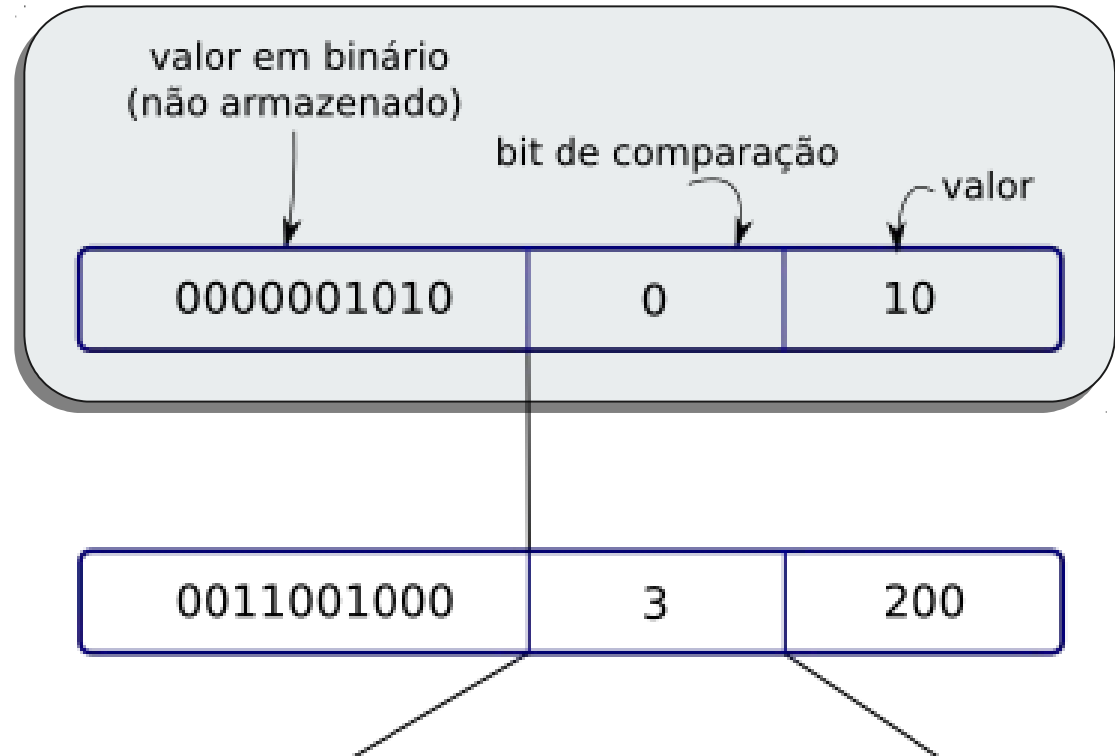 valor em binário
(não armazenado)
bit de comparação
valor
0000001010 0 10
0011001000 3 200